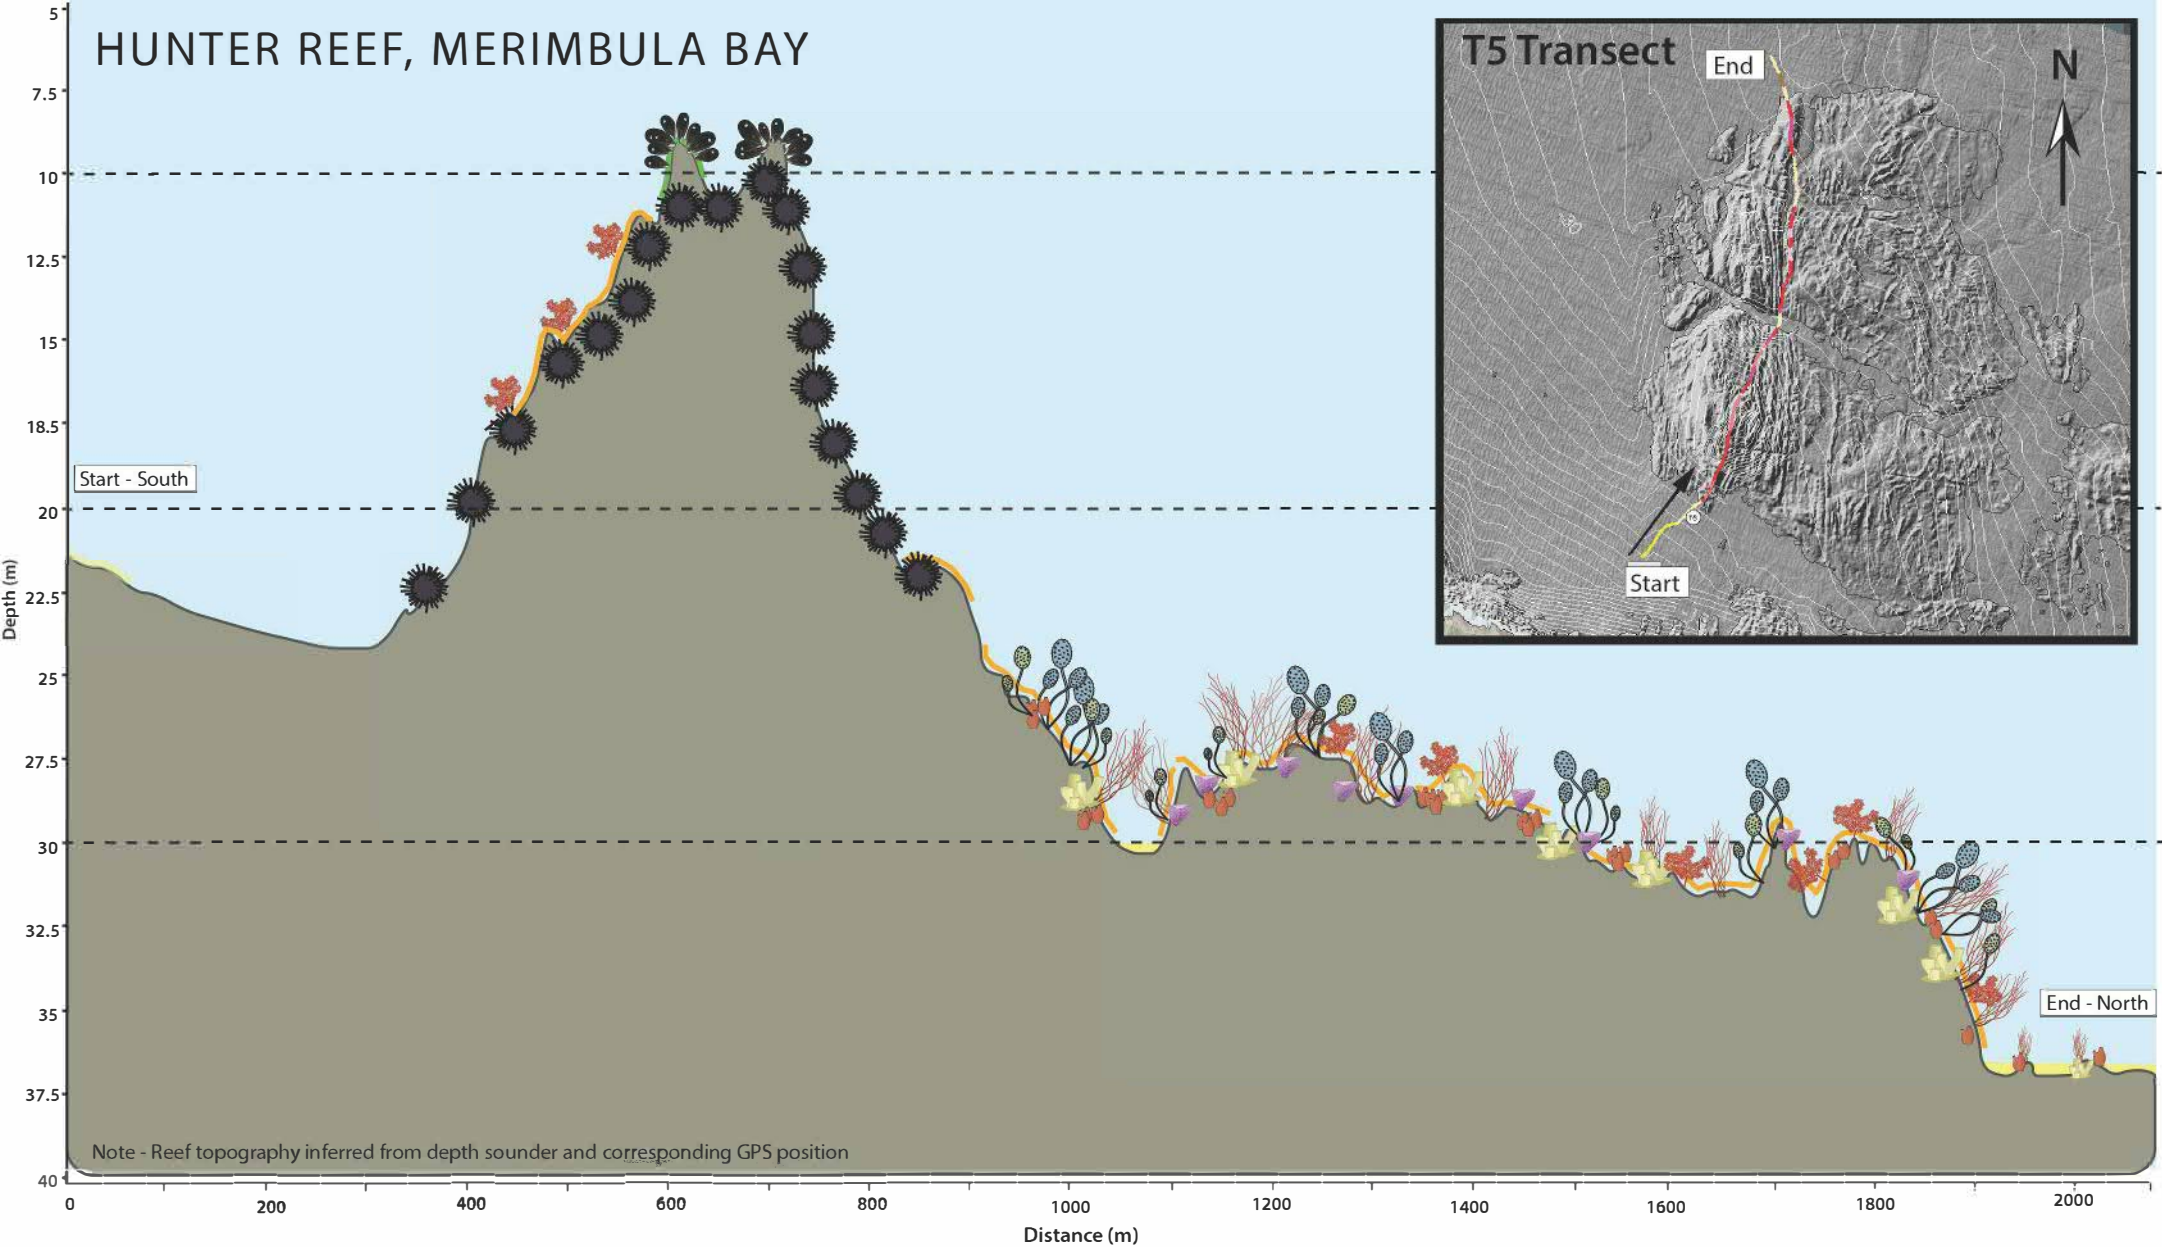 HUNTER REEF, MERIMBULA BAY
T5 Transect
End
N
Start
Start - South
End - North
Depth (m)
5
7.5
10
12.5
15
18.5
20
22.5
25
27.5
30
32.5
35
37.5
40
Note - Reef topography inferred from depth sounder and corresponding GPS position
0 200 400 600 800 1000 1200 1400 1600 1800 2000
Distance (m)